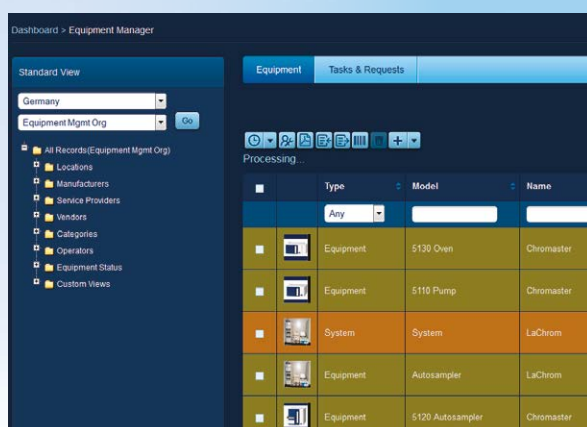 Dashboard > Equipment Manager
Standard View
Germany
Equipment Mgmt Org
Go
All Records(Equipment Mgmt Org)
Locations
Manufacturers
Service Providers
Vendors
Categories
Operators
Equipment Status
Custom Views
Equipment Tasks & Requests
Processing...
Type Model Name
Any
Equipment 5130 Oven Chromaster
Equipment 5110 Pump Chromaster
System System LaChrom
Equipment Autosampler LaChrom
Equipment 5120 Autosampler Chromaster